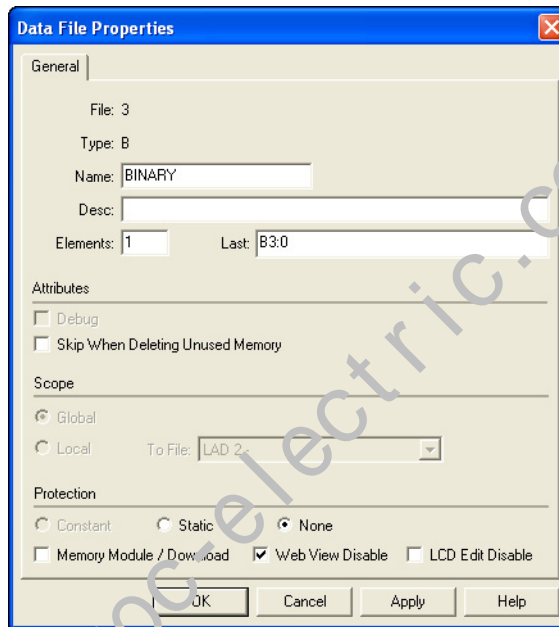 Data File Properties
General
File: 3
Type: B
Name: BINARY
Desc:
Elements: 1 Last: B3:0
Attributes
Debug
Skip When Deleting Unused Memory
Scope
Global
Local To File: LAD 2 -
Protection
Constant Static None
Memory Module / Download Web View Disable LCD Edit Disable
OK Cancel Apply Help